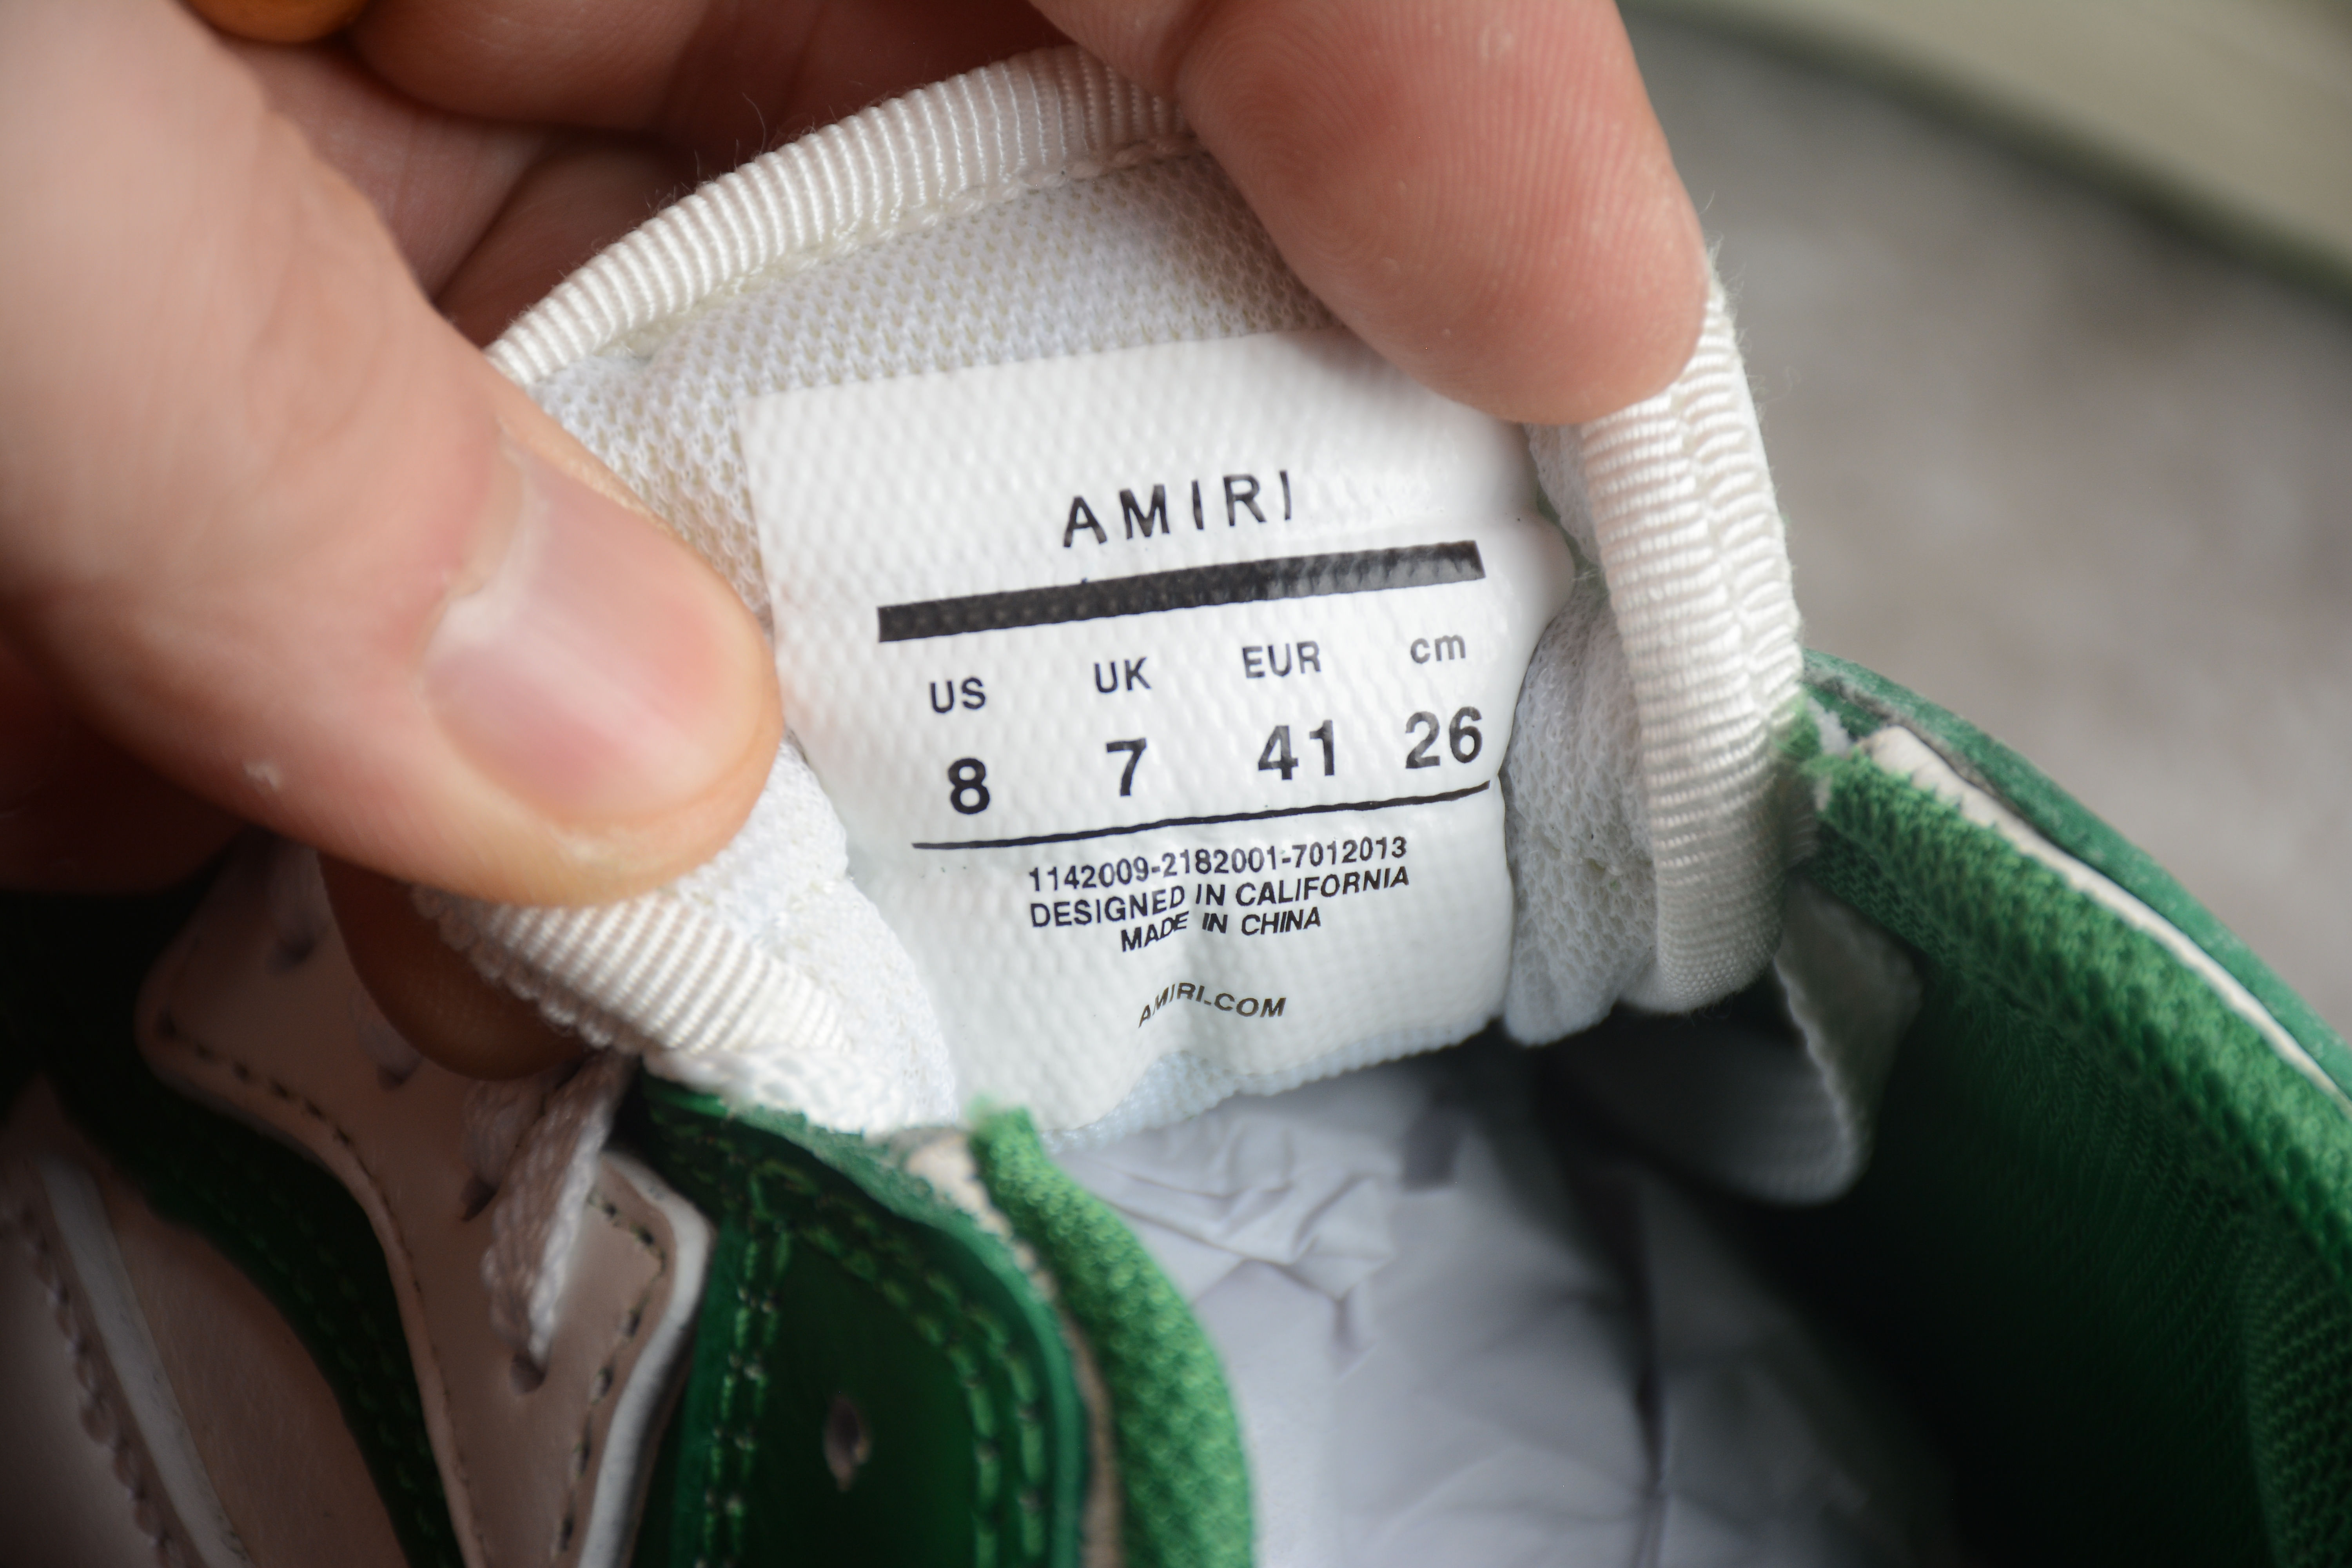 AMIRI
US UK EUR cm
8 7 41 26
1142009-2182001-7012013
DESIGNED IN CALIFORNIA
MADE IN CHINA
AMIRI.COM